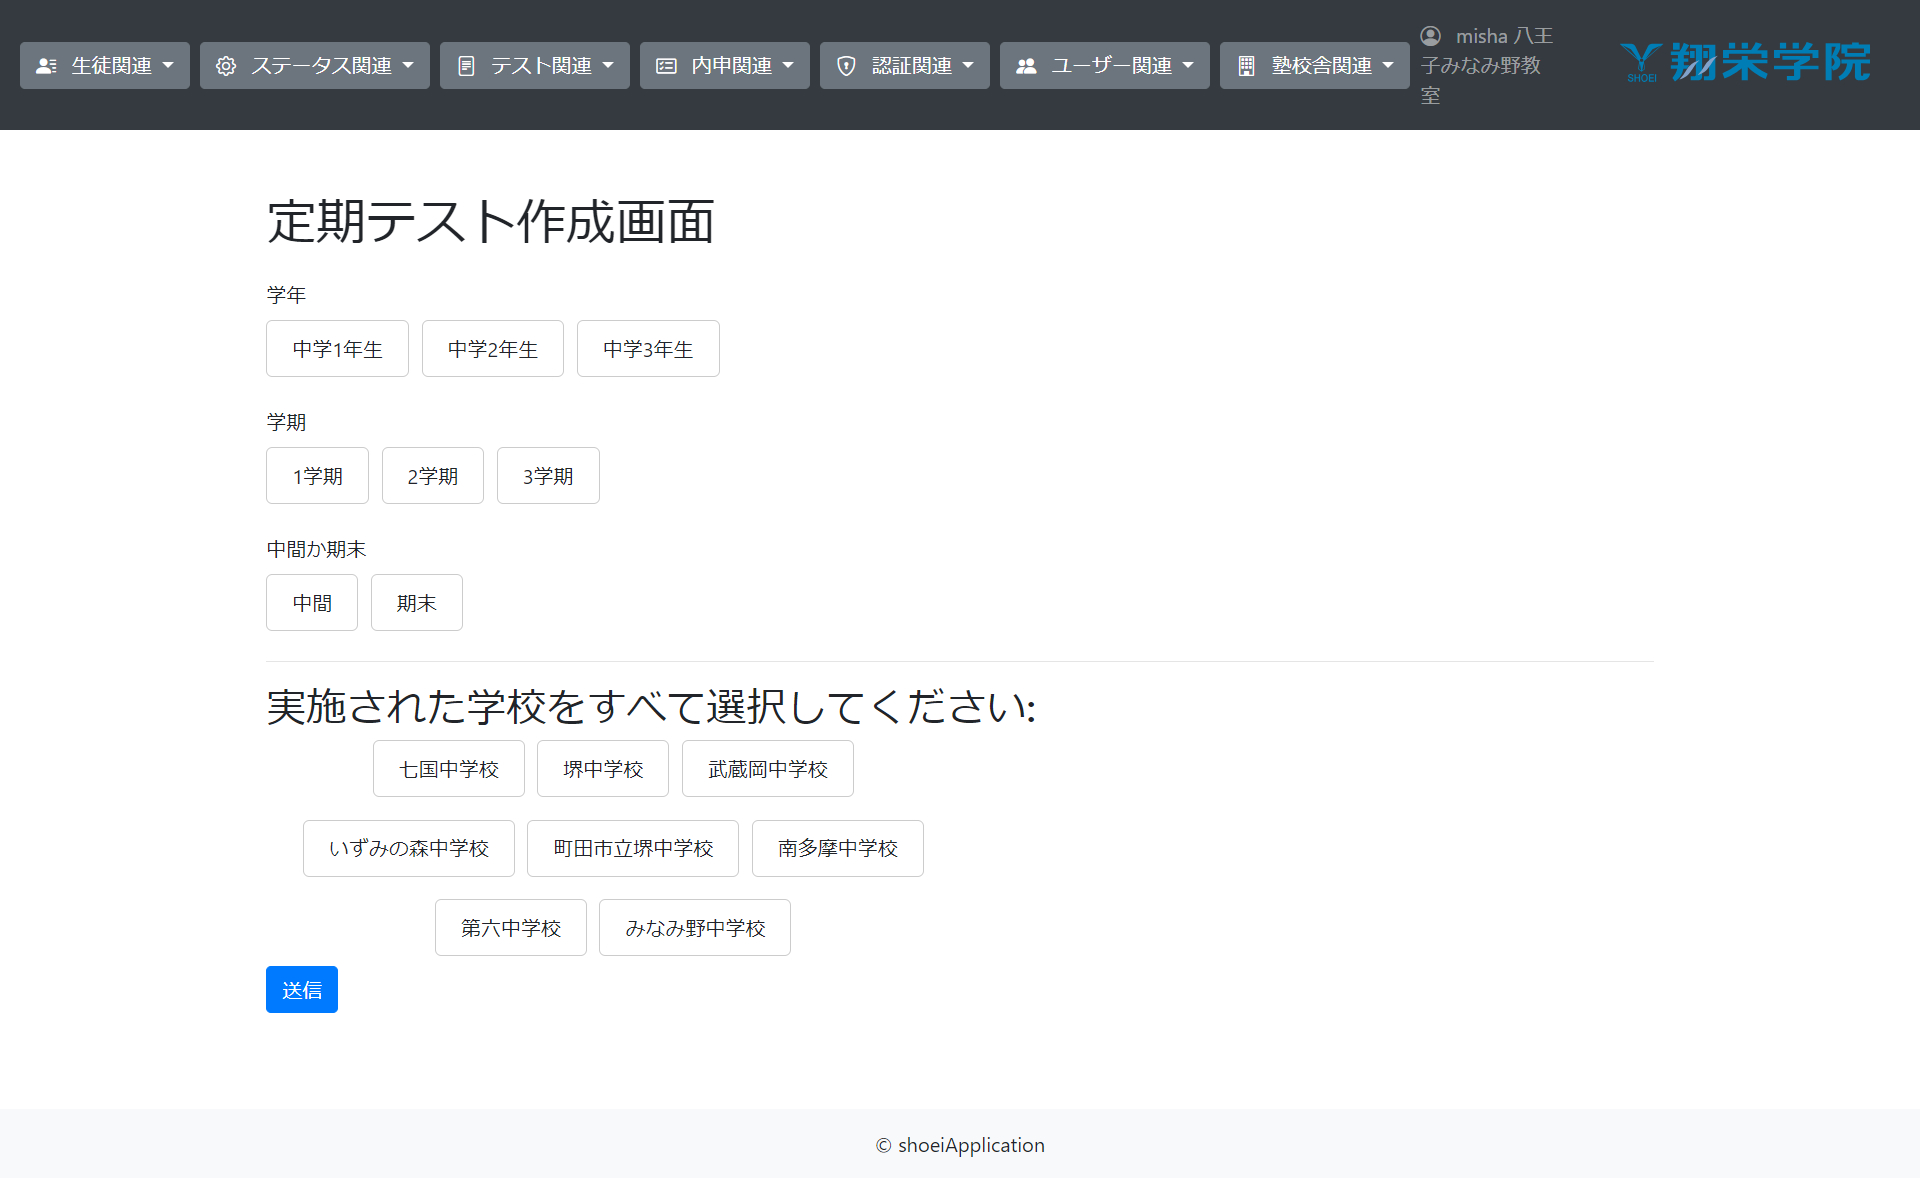 生徒関連
ステータス関連
テスト関連
内申関連
認証関連
ユーザー関連
塾校舎関連
misha 八王
子みなみ野教
室
SHOEI
翔栄学院
定期テスト作成画面
学年
中学1年生 中学2年生 中学3年生
学期
1学期 2学期 3学期
中間か期末
中間 期末
実施された学校をすべて選択してください:
七国中学校 堺中学校 武蔵岡中学校
いずみの森中学校 町田市立堺中学校 南多摩中学校
第六中学校 みなみ野中学校
送信
© shoeiApplication